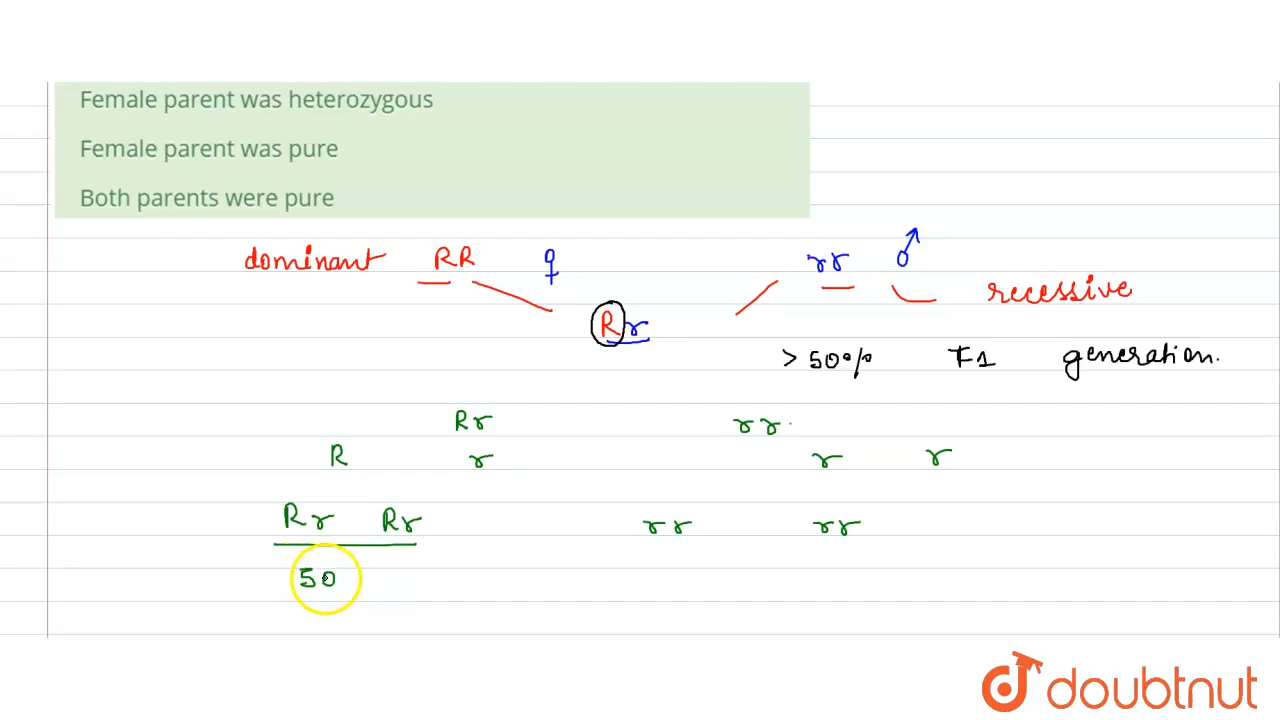 Female parent was heterozygous
Female parent was pure
Both parents were pure
dominant RR ♀ rr ♂
recessive
Rr
> 50% F1 generation.
Rr rr.
R r r r
Rr Rr rr rr
50
doubtnut